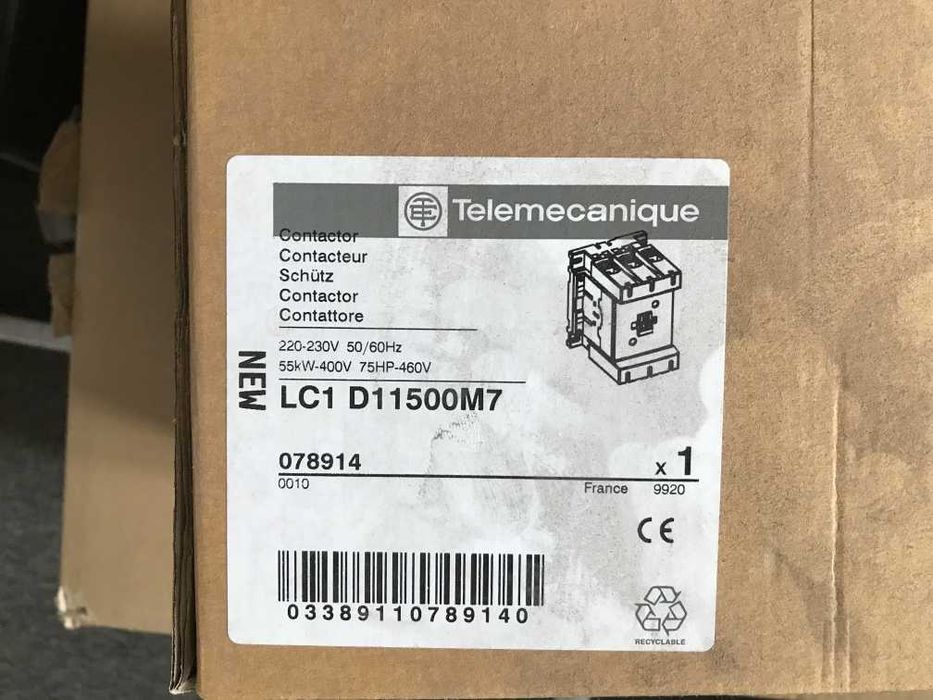 Telemecanique
Contactor
Contacteur
Schütz
Contactor
Contattore
220-230V 50/60Hz
55kW-400V 75HP-460V
NEW
LC1 D11500M7
078914
x 1
0010
France 9920
CE
03389110789140
RECYCLABLE